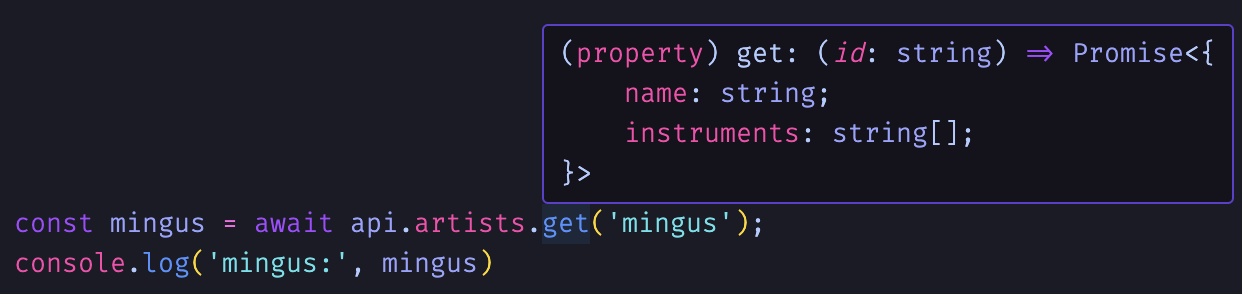 (property) get: (id: string) => Promise<{
    name: string;
    instruments: string[];
}>
const mingus = await api.artists.get('mingus');
console.log('mingus:', mingus)